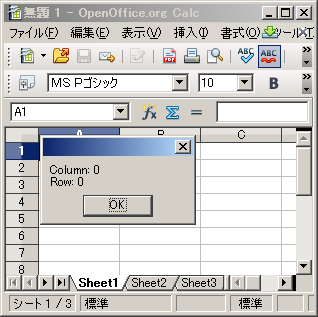 無題 1 - OpenOffice.org Calc
ファイル(F) 編集(E) 表示(V) 挿入(I) 書式(O) ツール
ABC ABC
MS Pゴシック 10 B
A1
A B C
1
2
3
4
5
6
7
8
Column: 0
Row: 0
OK
Sheet1 Sheet2 Sheet3
シート 1 / 3 標準 標準